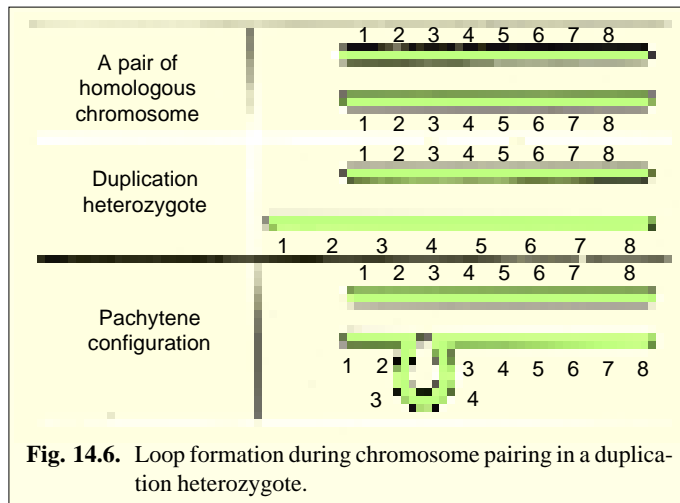 1 2 3 4 5 6 7 8
A pair of
homologous
chromosome
1 2 3 4 5 6 7 8
1 2 3 4 5 6 7 8
Duplication
heterozygote
1 2 3 4 5 6 7 8
1 2 3 4 5 6 7 8
Pachytene
configuration
1 2 3 4 5 6 7 8
3 4
Fig. 14.6. Loop formation during chromosome pairing in a duplica-
tion heterozygote.